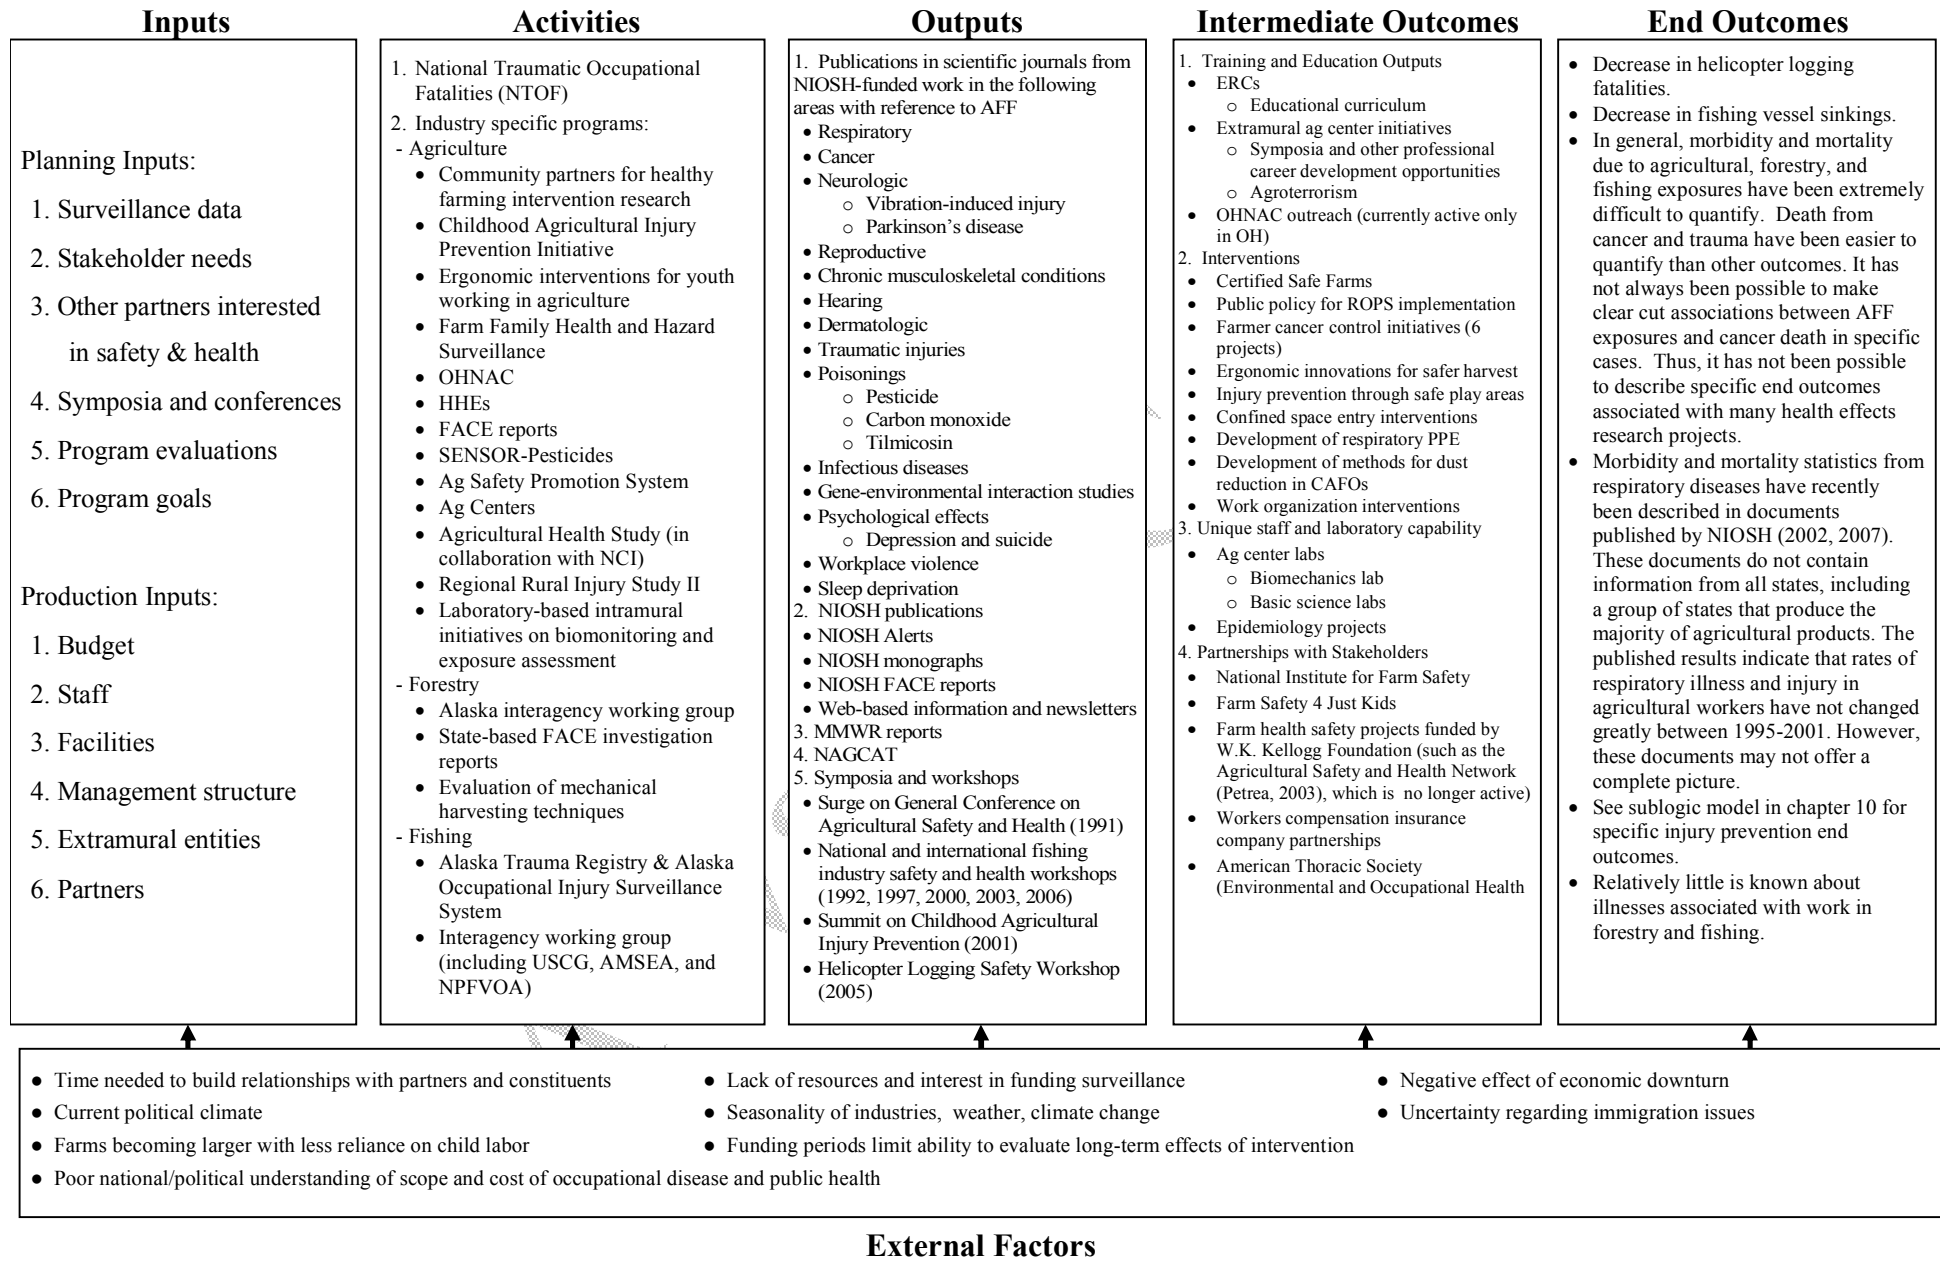 Inputs
Planning Inputs:
1. Surveillance data
2. Stakeholder needs
3. Other partners interested
in safety & health
4. Symposia and conferences
5. Program evaluations
6. Program goals
Production Inputs:
1. Budget
2. Staff
3. Facilities
4. Management structure
5. Extramural entities
6. Partners
Activities
1. National Traumatic Occupational
Fatalities (NTOF)
2. Industry specific programs:
- Agriculture
• Community partners for healthy
farming intervention research
• Childhood Agricultural Injury
Prevention Initiative
• Ergonomic interventions for youth
working in agriculture
• Farm Family Health and Hazard
Surveillance
• OHNAC
• HHEs
• FACE reports
• SENSOR-Pesticides
• Ag Safety Promotion System
• Ag Centers
• Agricultural Health Study (in
collaboration with NCI)
• Regional Rural Injury Study II
• Laboratory-based intramural
initiatives on biomonitoring and
exposure assessment
- Forestry
• Alaska interagency working group
• State-based FACE investigation
reports
• Evaluation of mechanical
harvesting techniques
- Fishing
• Alaska Trauma Registry & Alaska
Occupational Injury Surveillance
System
• Interagency working group
(including USCG, AMSEA, and
NPFVOA)
Outputs
1. Publications in scientific journals from
NIOSH-funded work in the following
areas with reference to AFF
• Respiratory
• Cancer
• Neurologic
o Vibration-induced injury
o Parkinson's disease
• Reproductive
• Chronic musculoskeletal conditions
• Hearing
• Dermatologic
• Traumatic injuries
• Poisonings
o Pesticide
o Carbon monoxide
o Tilmicosin
• Infectious diseases
• Gene-environmental interaction studies
• Psychological effects
o Depression and suicide
• Workplace violence
• Sleep deprivation
2. NIOSH publications
• NIOSH Alerts
• NIOSH monographs
• NIOSH FACE reports
• Web-based information and newsletters
3. MMWR reports
4. NAGCAT
5. Symposia and workshops
• Surge on General Conference on
Agricultural Safety and Health (1991)
• National and international fishing
industry safety and health workshops
(1992, 1997, 2000, 2003, 2006)
• Summit on Childhood Agricultural
Injury Prevention (2001)
• Helicopter Logging Safety Workshop
(2005)
Intermediate Outcomes
1. Training and Education Outputs
• ERCs
o Educational curriculum
• Extramural ag center initiatives
o Symposia and other professional
career development opportunities
o Agroterrorism
• OHNAC outreach (currently active only
in OH)
2. Interventions
• Certified Safe Farms
• Public policy for ROPS implementation
• Farmer cancer control initiatives (6
projects)
• Ergonomic innovations for safer harvest
• Injury prevention through safe play areas
• Confined space entry interventions
• Development of respiratory PPE
• Development of methods for dust
reduction in CAFOs
• Work organization interventions
3. Unique staff and laboratory capability
• Ag center labs
o Biomechanics lab
o Basic science labs
• Epidemiology projects
4. Partnerships with Stakeholders
• National Institute for Farm Safety
• Farm Safety 4 Just Kids
• Farm health safety projects funded by
W.K. Kellogg Foundation (such as the
Agricultural Safety and Health Network
(Petrea, 2003), which is no longer active)
• Workers compensation insurance
company partnerships
• American Thoracic Society
(Environmental and Occupational Health
End Outcomes
• Decrease in helicopter logging
fatalities.
• Decrease in fishing vessel sinkings.
• In general, morbidity and mortality
due to agricultural, forestry, and
fishing exposures have been extremely
difficult to quantify. Death from
cancer and trauma have been easier to
quantify than other outcomes. It has
not always been possible to make
clear cut associations between AFF
exposures and cancer death in specific
cases. Thus, it has not been possible
to describe specific end outcomes
associated with many health effects
research projects.
• Morbidity and mortality statistics from
respiratory diseases have recently
been described in documents
published by NIOSH (2002, 2007).
These documents do not contain
information from all states, including
a group of states that produce the
majority of agricultural products. The
published results indicate that rates of
respiratory illness and injury in
agricultural workers have not changed
greatly between 1995-2001. However,
these documents may not offer a
complete picture.
• See sublogic model in chapter 10 for
specific injury prevention end
outcomes.
• Relatively little is known about
illnesses associated with work in
forestry and fishing.
● Time needed to build relationships with partners and constituents
● Current political climate
● Farms becoming larger with less reliance on child labor
● Poor national/political understanding of scope and cost of occupational disease and public health
● Lack of resources and interest in funding surveillance
● Seasonality of industries, weather, climate change
● Funding periods limit ability to evaluate long-term effects of intervention
● Negative effect of economic downturn
● Uncertainty regarding immigration issues
External Factors